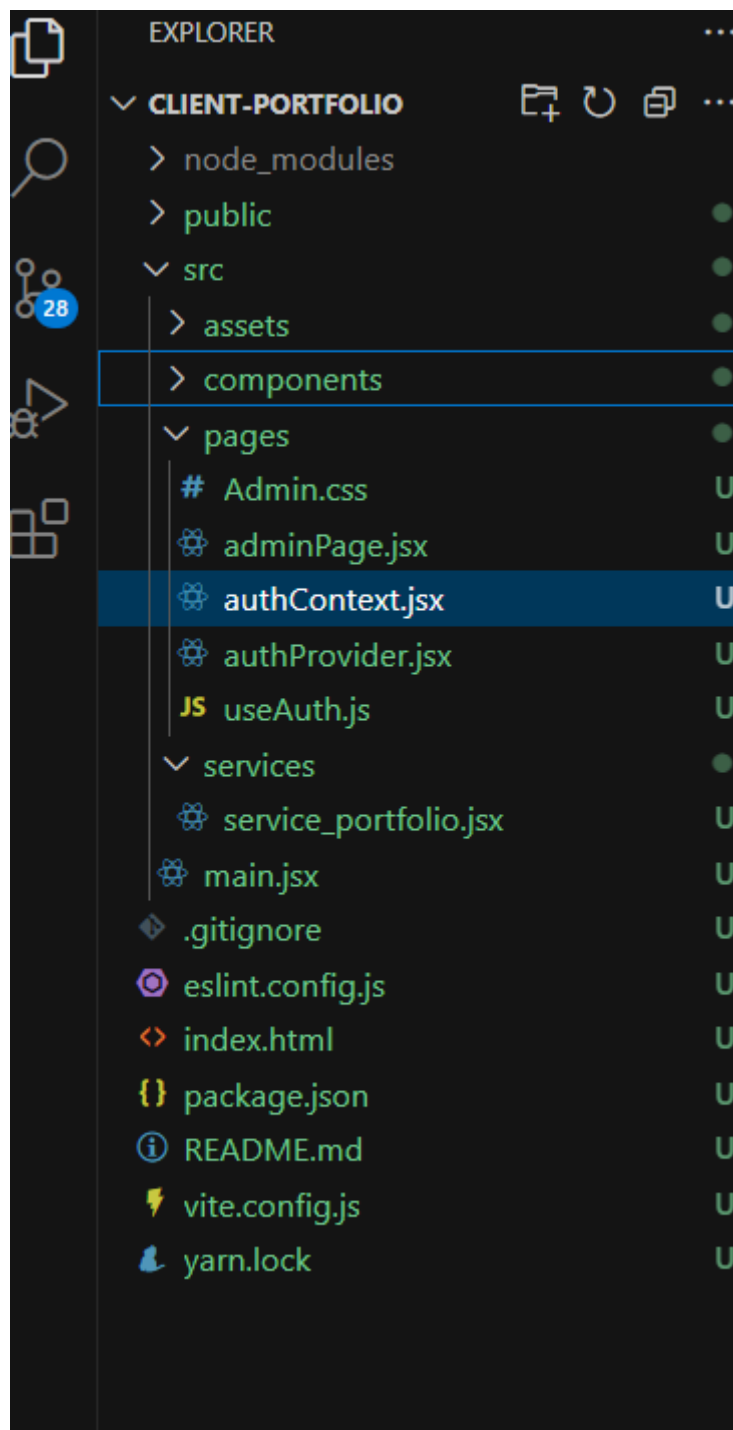 EXPLORER
CLIENT-PORTFOLIO
node_modules
public
src
28
assets
components
pages
# Admin.css U
adminPage.jsx U
authContext.jsx U
authProvider.jsx U
JS useAuth.js U
services
service_portfolio.jsx U
main.jsx U
.gitignore U
eslint.config.js U
<> index.html U
{} package.json U
README.md U
vite.config.js U
yarn.lock U